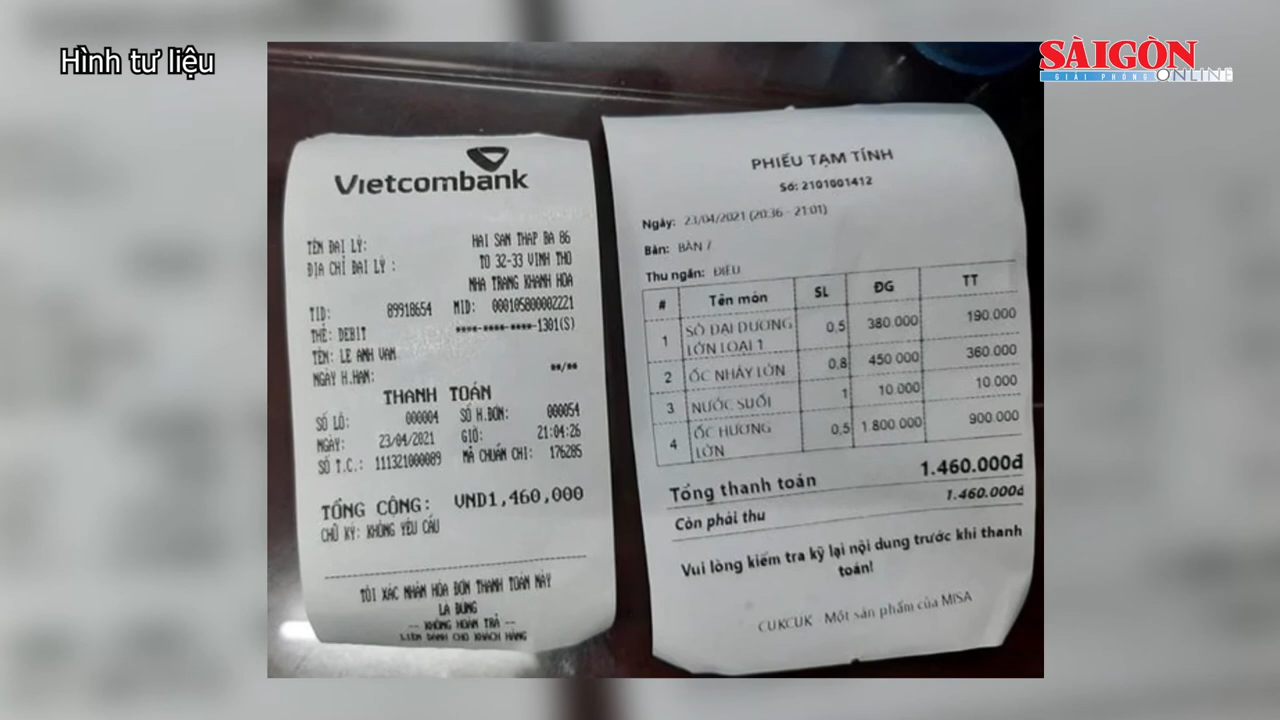 Hình tư liệu
SÀIGÒN
GIẢI PHÓNG ONLINE
Vietcombank
TÊN ĐẠI LÝ: HAI SAN THAP BA 86
ĐỊA CHỈ ĐẠI LÝ : TO 32-33 VINH THO
NHA TRANG KHANH HOA
TID: 89918654 MID: 000105800002221
THẺ: DEBIT ****-****-****-1301(S)
TÊN: LE ANH VAN
NGÀY H.HẠN: **/**
THANH TOÁN
SỐ LÔ: 000004 SỐ H.ĐƠN: 000054
NGÀY: 23/04/2021 GIỜ: 21:04:26
SỐ T.C.: 111321000089 MÃ CHUẨN CHI: 176285
TỔNG CỘNG: VND1,460,000
CHỮ KÝ: KHÔNG YÊU CẦU
TÔI XÁC NHẬN HÓA ĐƠN THANH TOÁN NÀY
LÀ ĐÚNG
-- KHÔNG HOÀN TRẢ --
LIÊN DÀNH CHO KHÁCH HÀNG
PHIẾU TẠM TÍNH
Số: 2101001412
Ngày: 23/04/2021 (20:36 - 21:01)
Bàn: BÀN 7
Thu ngân: ĐIỀU
# Tên món SL ĐG TT
1 SÒ ĐẠI DƯƠNG LỚN LOẠI 1 0,5 380.000 190.000
2 ỐC NHẢY LỚN 0,8 450.000 360.000
3 NƯỚC SUỐI 1 10.000 10.000
4 ỐC HƯƠNG LỚN 0,5 1.800.000 900.000
Tổng thanh toán 1.460.000đ
Còn phải thu 1.460.000đ
Vui lòng kiểm tra kỹ lại nội dung trước khi thanh
toán!
CUKCUK - Một sản phẩm của MISA